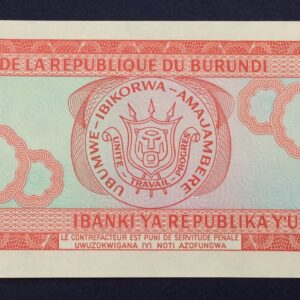 DE LA REPUBLIQUE DU BURUNDI
UBUMWE-IBIKORWA-AMAJAMBERE
UNITE - TRAVAIL - PROGRES
IBANKI YA REPUBLIKA Y'U
LE CONTREFACTEUR EST PUNI DE SERVITUDE PENALE
UWUZOKWIGANA IYI NOTI AZOFUNGWA